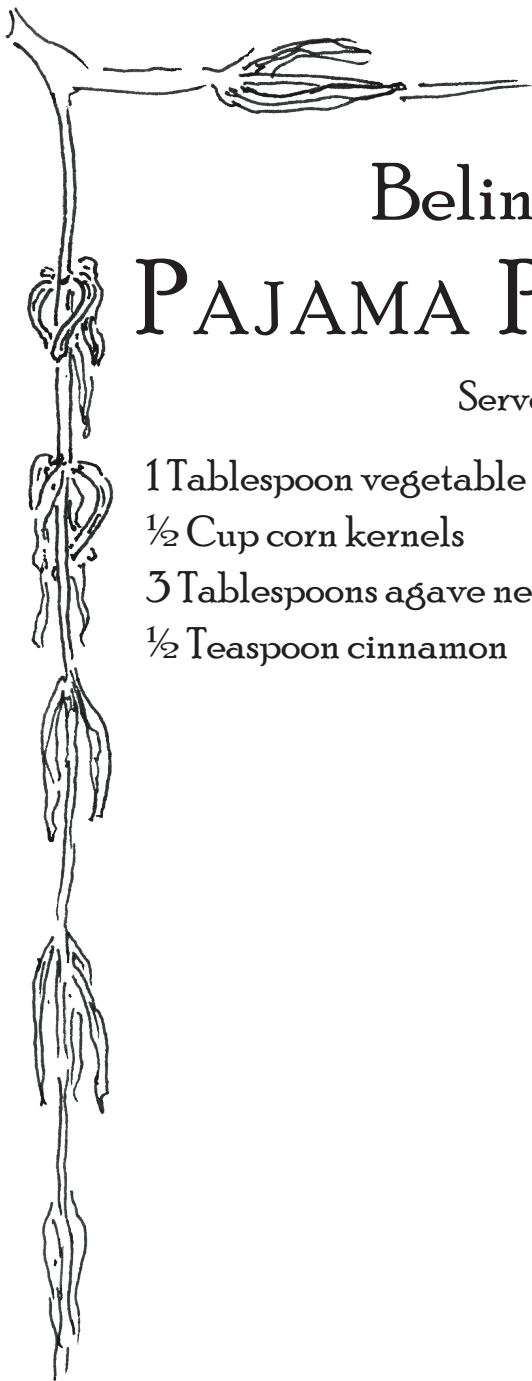 Belin
PAJAMA P
Serve
1 Tablespoon vegetable
½ Cup corn kernels
3 Tablespoons agave ne
½ Teaspoon cinnamon